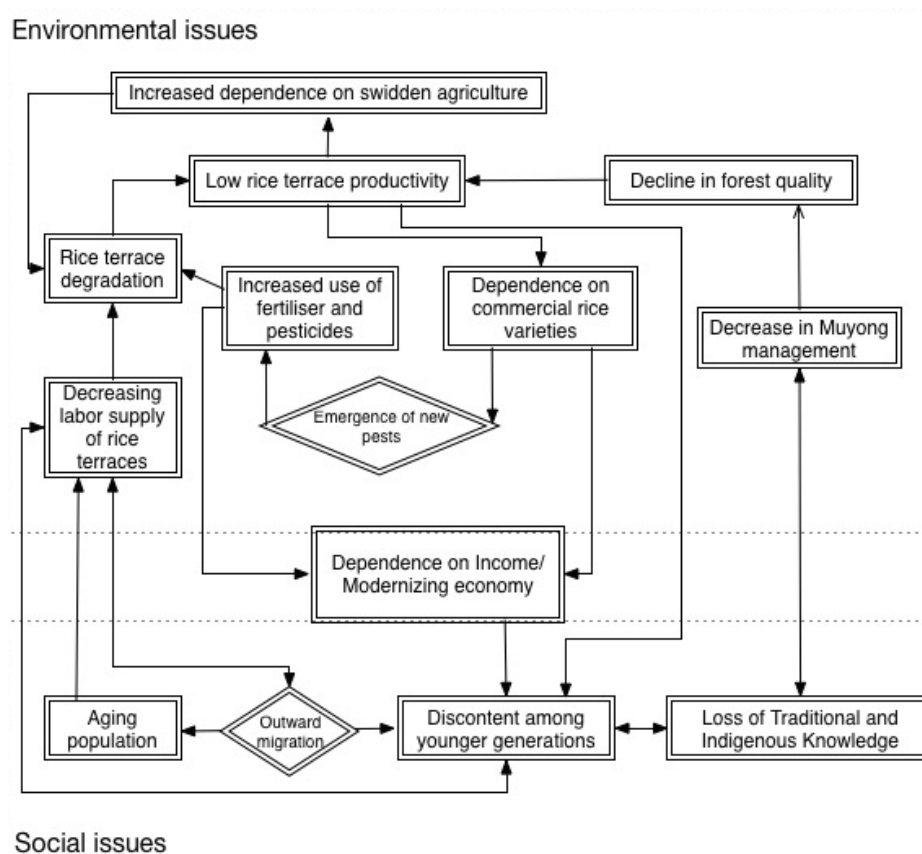 Environmental issues
Increased dependence on swidden agriculture
Low rice terrace productivity
Decline in forest quality
Rice terrace
degradation
Increased use of
fertiliser and
pesticides
Dependence on
commercial rice
varieties
Decrease in Muyong
management
Decreasing
labor supply
of rice
terraces
Emergence of new
pests
Dependence on Income/
Modernizing economy
Aging
population
Outward
migration
Discontent among
younger generations
Loss of Traditional and
Indigenous Knowledge
Social issues